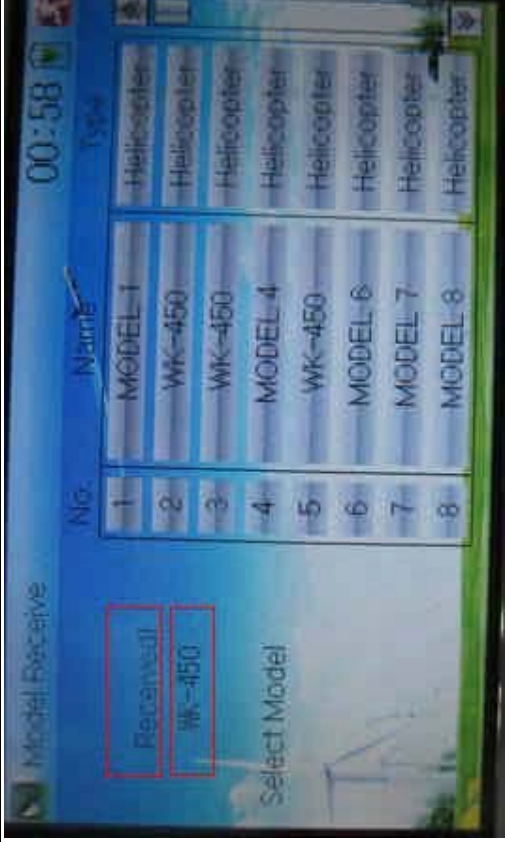 Model Receive 00:58
No. Name Type
Received!
WK-450
Select Model
1 MODEL 1 Helicopter
2 WK-450 Helicopter
3 WK-450 Helicopter
4 MODEL 4 Helicopter
5 WK-450 Helicopter
6 MODEL 6 Helicopter
7 MODEL 7 Helicopter
8 MODEL 8 Helicopter